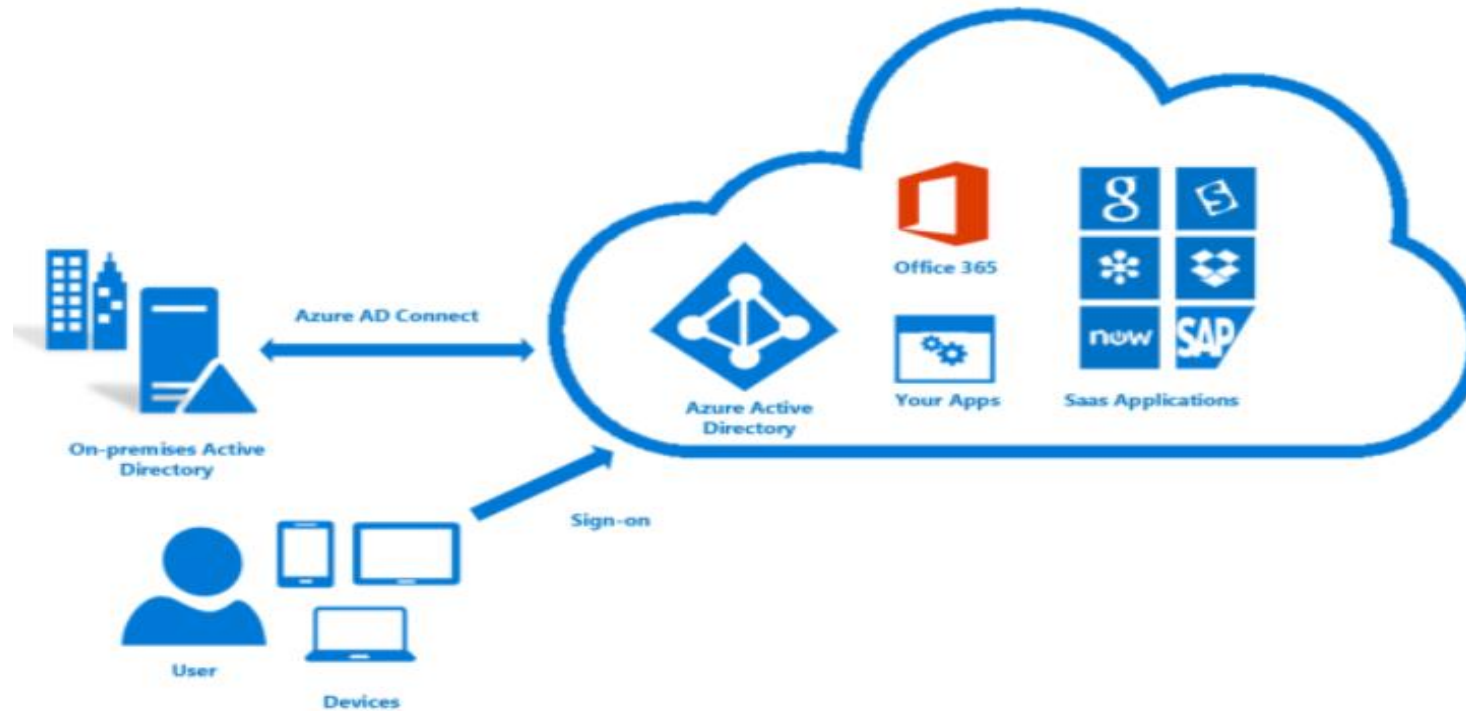 Office 365
g
S
now
SAP
Your Apps
Saas Applications
Azure Active
Directory
Azure AD Connect
On-premises Active
Directory
Sign-on
User
Devices